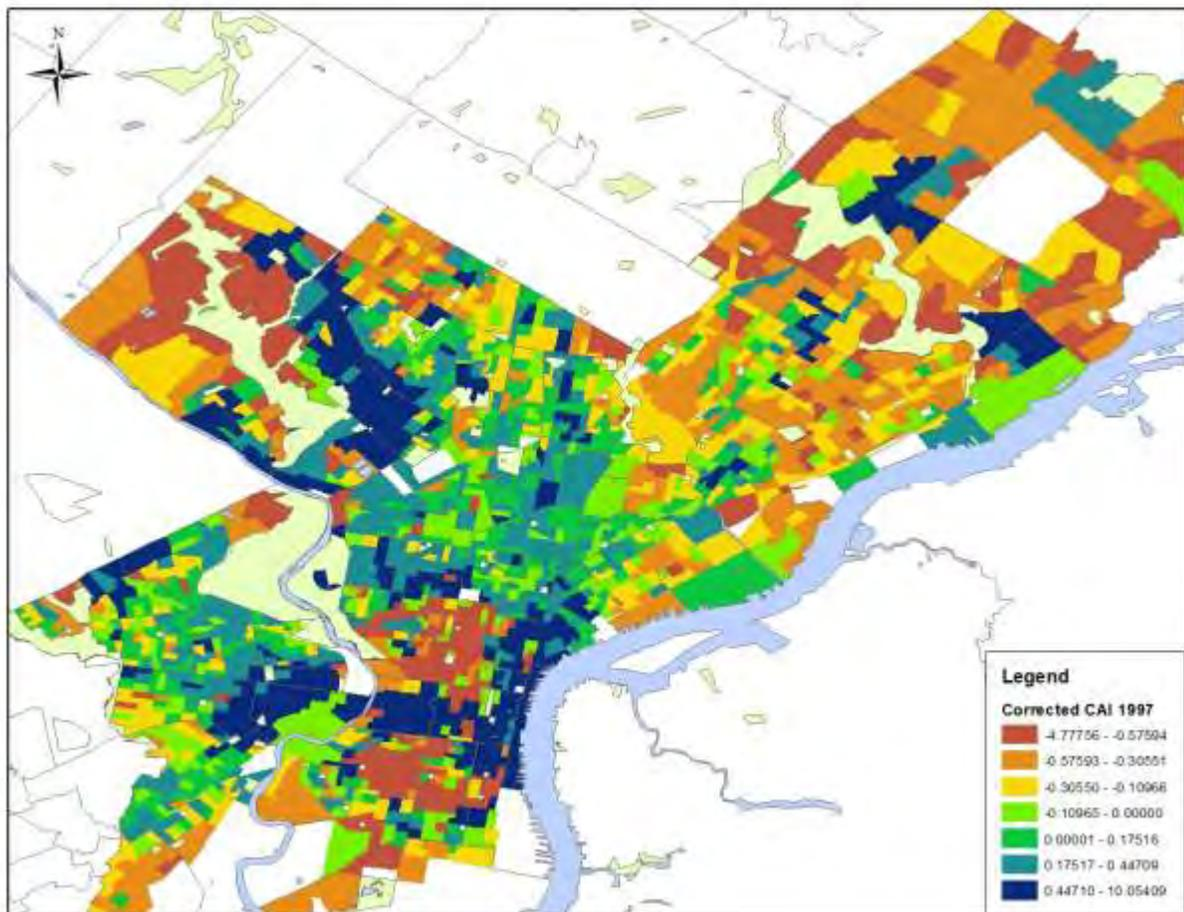 N
Legend
Corrected CAI 1997
-4.77756 - -0.57594
-0.57593 - -0.30551
-0.30550 - -0.10966
-0.10965 - 0.00000
0.00001 - 0.17516
0.17517 - 0.44709
0.44710 - 10.05409